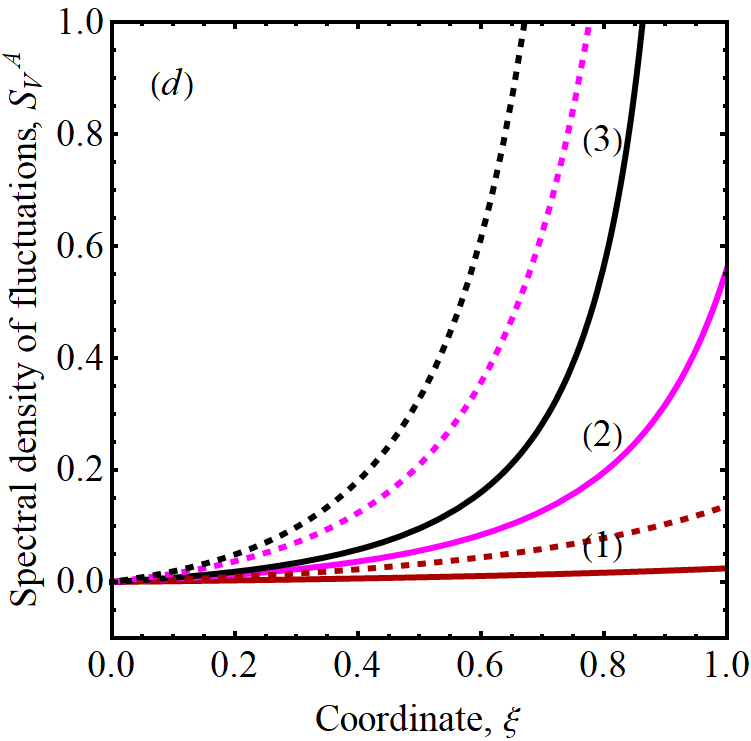 Spectral density of fluctuations, S_V^A
1.0
(d)
0.8
(3)
0.6
0.4
(2)
0.2
(1)
0.0
0.0 0.2 0.4 0.6 0.8 1.0
Coordinate, ξ